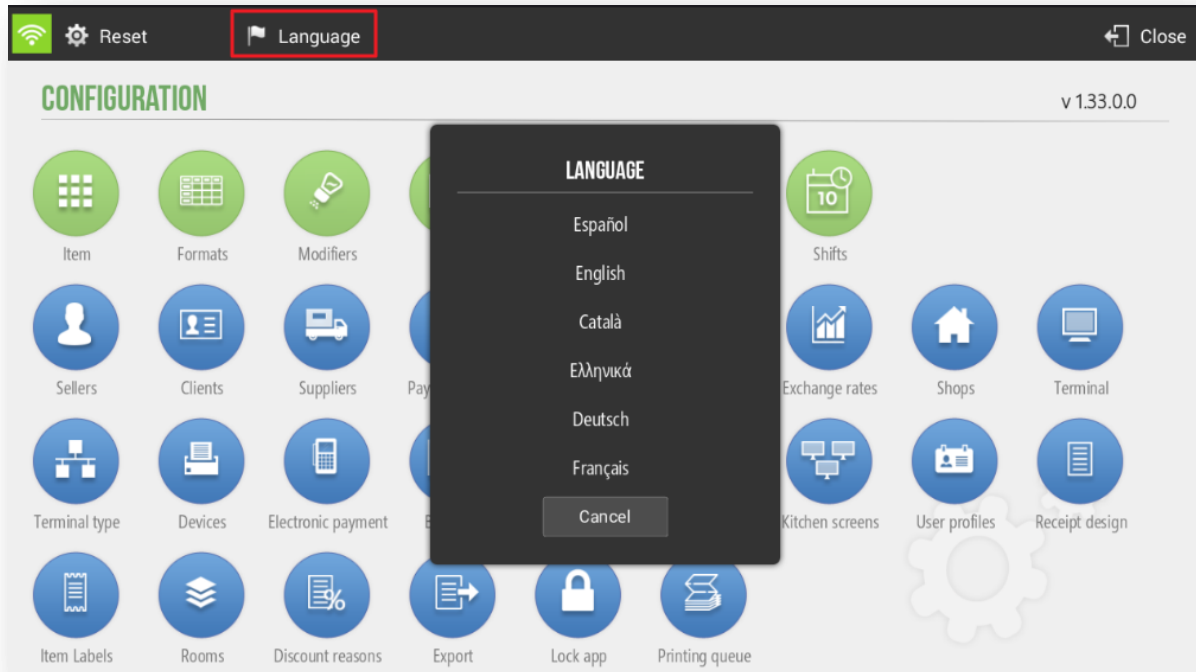 Reset Language Close
CONFIGURATION v 1.33.0.0
LANGUAGE
Español
English
Català
Ελληνικά
Deutsch
Français
Cancel
10
Item Formats Modifiers Shifts
Sellers Clients Suppliers Pay Exchange rates Shops Terminal
Terminal type Devices Electronic payment Kitchen screens User profiles Receipt design
Item Labels Rooms Discount reasons Export Lock app Printing queue